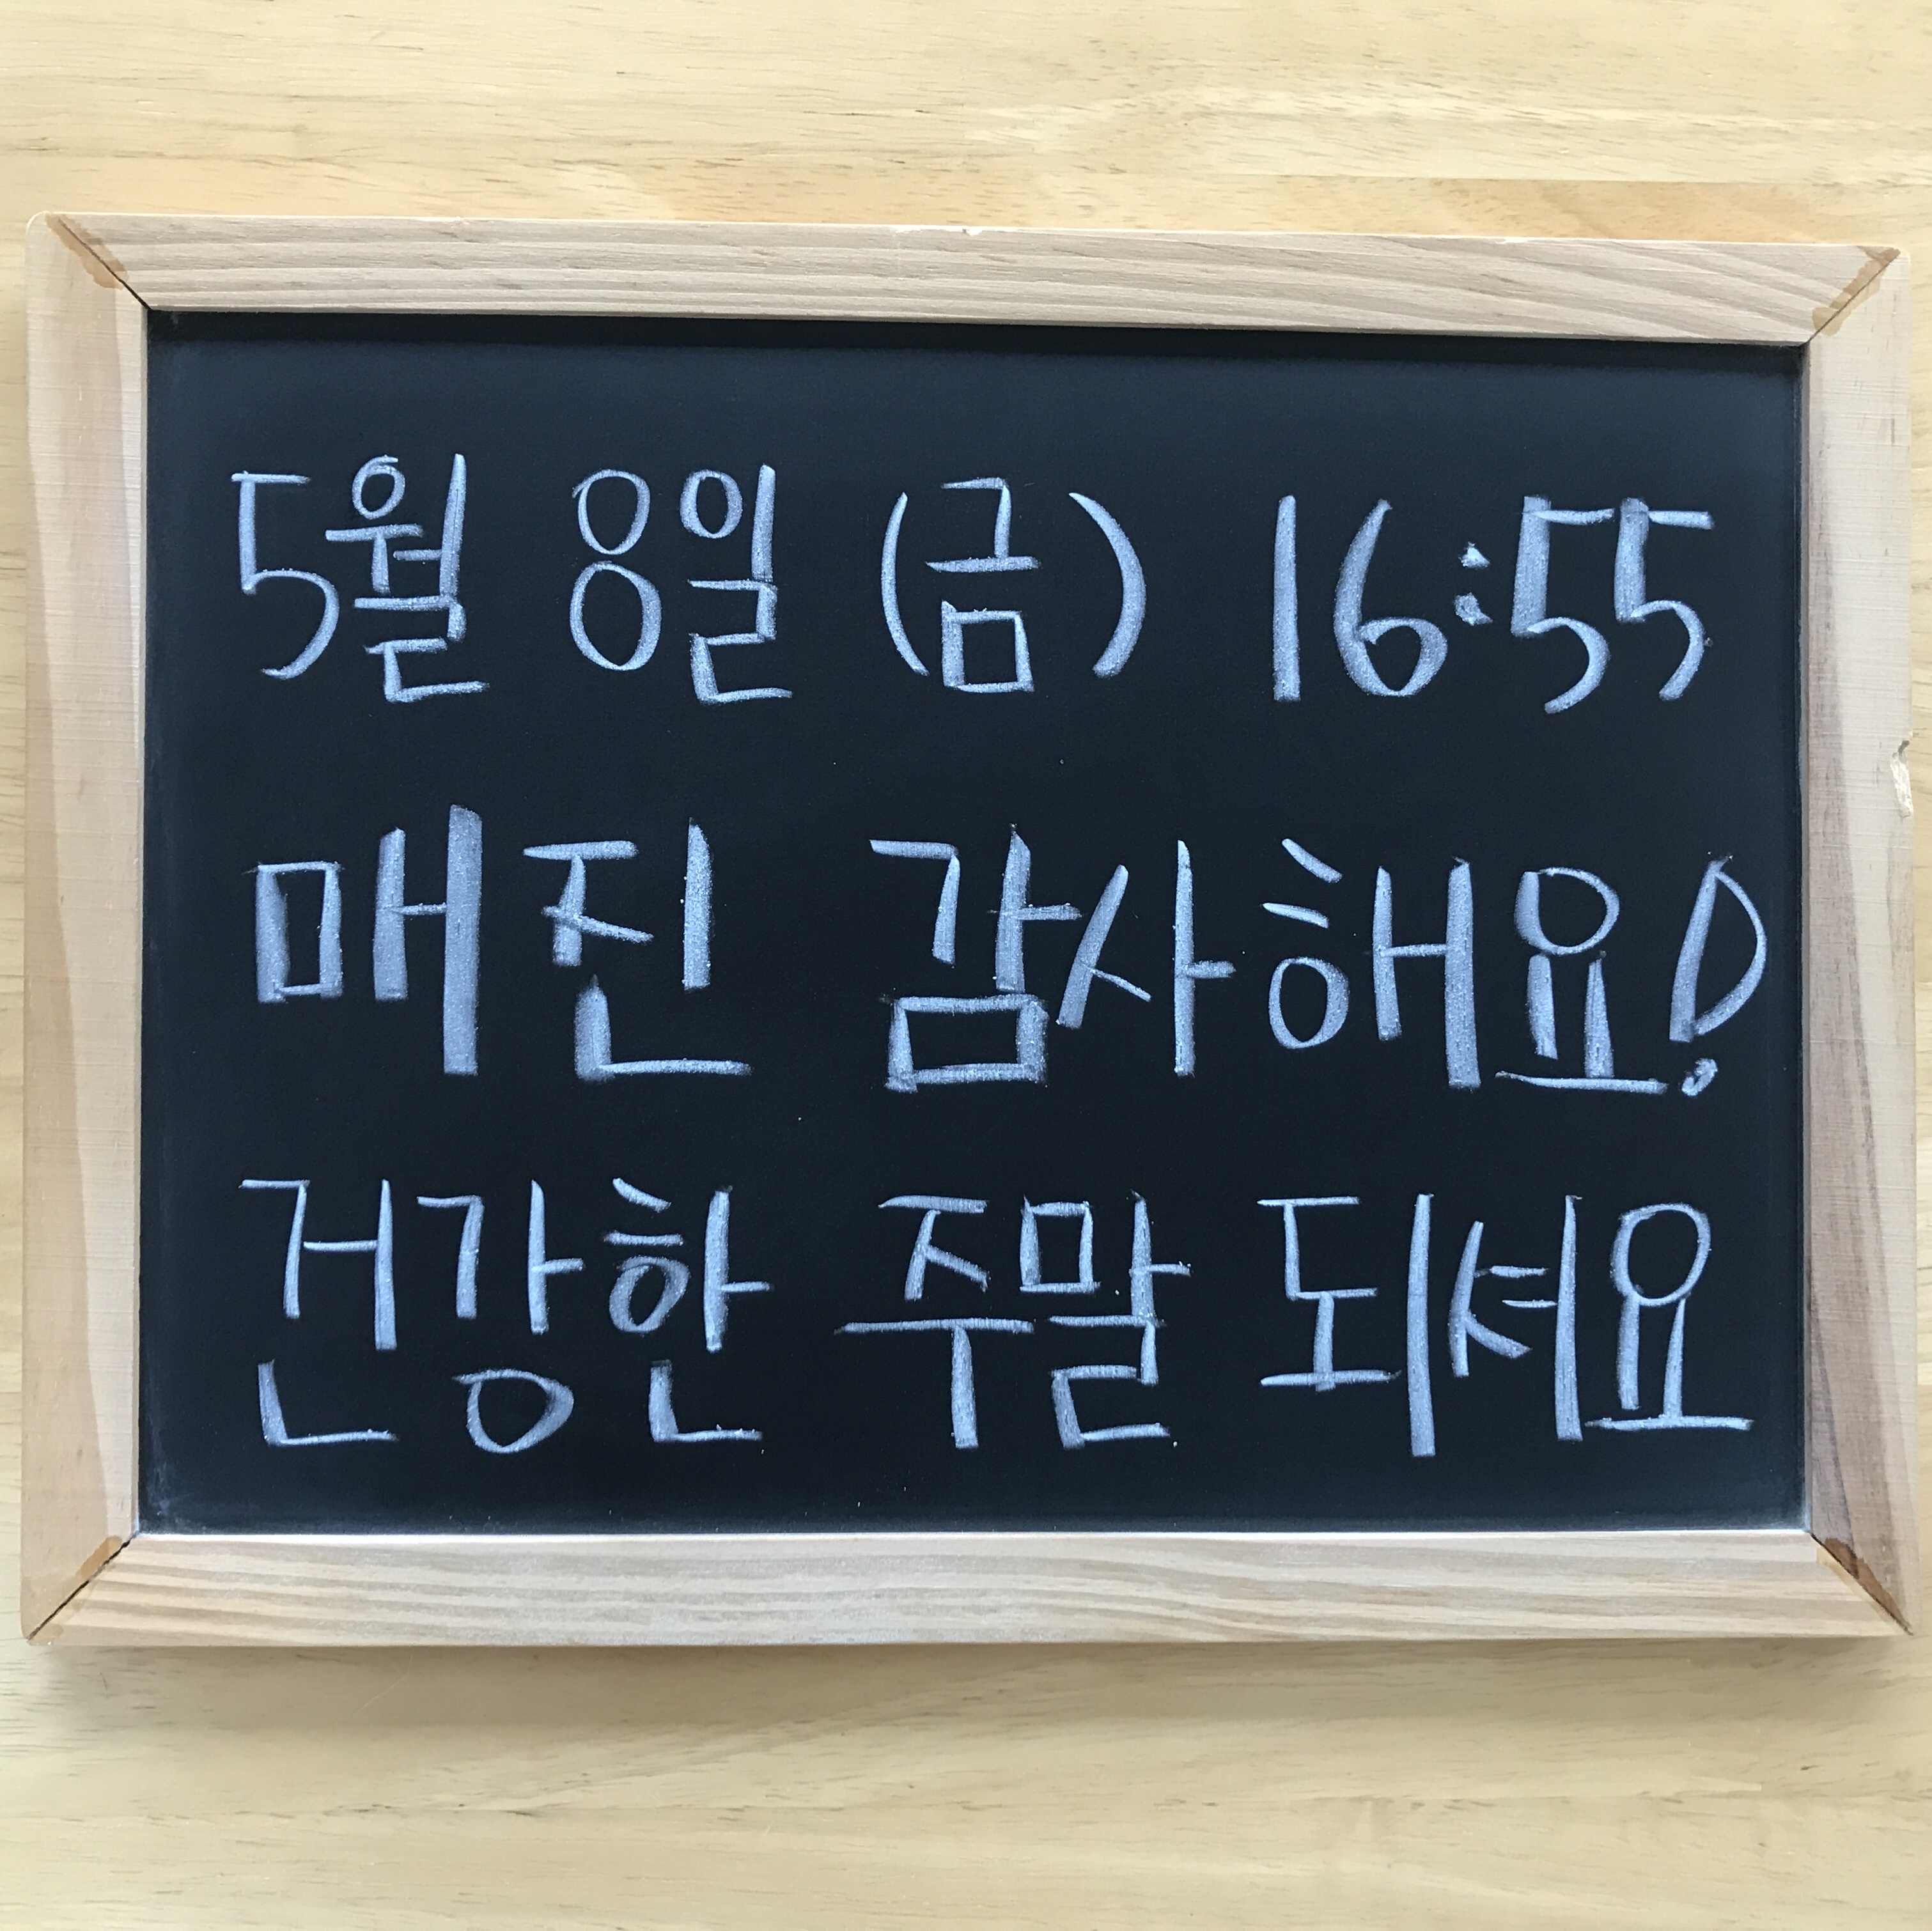 5월 8일 (금) 16:55
매진 감사해요!
건강한 주말 되셔요